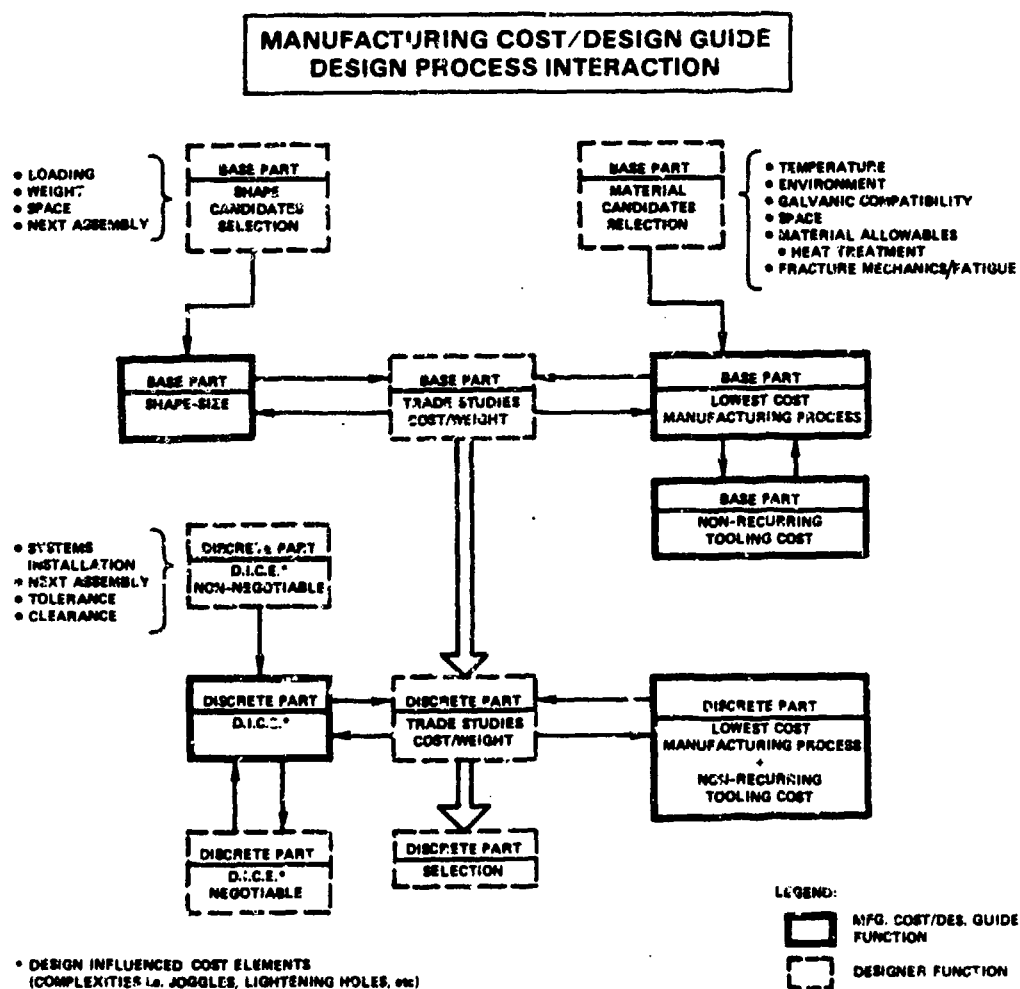 MANUFACTURING COST/DESIGN GUIDE
DESIGN PROCESS INTERACTION
• LOADING
• WEIGHT
• SPACE
• NEXT ASSEMBLY
BASE PART
SHAPE
CANDIDATES
SELECTION
BASE PART
MATERIAL
CANDIDATES
SELECTION
• TEMPERATURE
• ENVIRONMENT
• GALVANIC COMPATIBILITY
• SPACE
• MATERIAL ALLOWABLES
• HEAT TREATMENT
• FRACTURE MECHANICS/FATIGUE
BASE PART
SHAPE-SIZE
BASE PART
TRADE STUDIES
COST/WEIGHT
BASE PART
LOWEST COST
MANUFACTURING PROCESS
BASE PART
NON-RECURRING
TOOLING COST
• SYSTEMS
INSTALLATION
• NEXT ASSEMBLY
• TOLERANCE
• CLEARANCE
DISCRETE PART
D.I.C.E.*
NON-NEGOTIABLE
DISCRETE PART
D.I.C.E.*
DISCRETE PART
TRADE STUDIES
COST/WEIGHT
DISCRETE PART
LOWEST COST
MANUFACTURING PROCESS
+
NON-RECURRING
TOOLING COST
DISCRETE PART
D.I.C.E.*
NEGOTIABLE
DISCRETE PART
SELECTION
LEGEND:
MFG. COST/DES. GUIDE
FUNCTION
DESIGNER FUNCTION
* DESIGN INFLUENCED COST ELEMENTS
(COMPLEXITIES i.e. JOGGLES, LIGHTENING HOLES, etc)